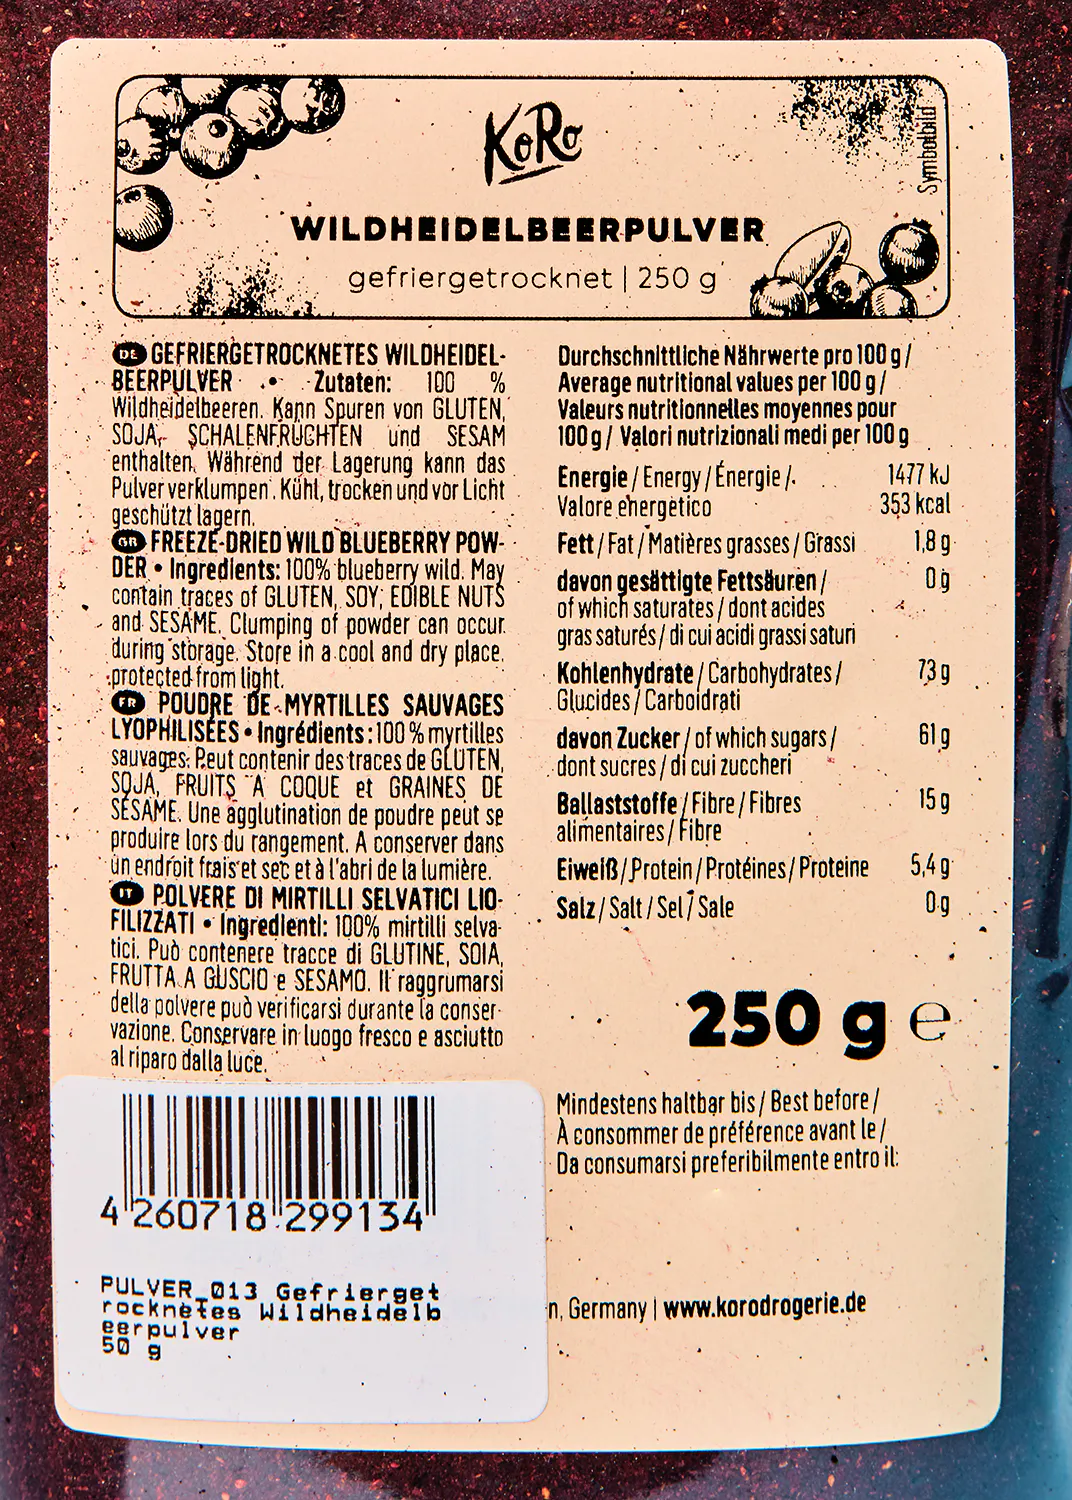 KoRo
Symbolbild
WILDHEIDELBEERPULVER
gefriergetrocknet | 250 g
DE GEFRIERGETROCKNETES WILDHEIDEL-
BEERPULVER • Zutaten: 100 %
Wildheidelbeeren. Kann Spuren von GLUTEN,
SOJA, SCHALENFRÜCHTEN und SESAM
enthalten. Während der Lagerung kann das
Pulver verklumpen. Kühl, trocken und vor Licht
geschützt lagern.
GB FREEZE-DRIED WILD BLUEBERRY POW-
DER • Ingredients: 100% blueberry wild. May
contain traces of GLUTEN, SOY, EDIBLE NUTS
and SESAME. Clumping of powder can occur
during storage. Store in a cool and dry place,
protected from light.
FR POUDRE DE MYRTILLES SAUVAGES
LYOPHILISÉES • Ingrédients: 100 % myrtilles
sauvages. Peut contenir des traces de GLUTEN,
SOJA, FRUITS À COQUE et GRAINES DE
SÉSAME. Une agglutination de poudre peut se
produire lors du rangement. A conserver dans
un endroit frais et sec et à l'abri de la lumière.
IT POLVERE DI MIRTILLI SELVATICI LIO-
FILIZZATI • Ingredienti: 100% mirtilli selva-
tici. Può contenere tracce di GLUTINE, SOIA,
FRUTTA A GUSCIO e SESAMO. Il raggrumarsi
della polvere può verificarsi durante la conser-
vazione. Conservare in luogo fresco e asciutto
al riparo dalla luce.
Durchschnittliche Nährwerte pro 100 g /
Average nutritional values per 100 g /
Valeurs nutritionnelles moyennes pour
100 g / Valori nutrizionali medi per 100 g
Energie / Energy / Énergie / 1477 kJ
Valore energetico 353 kcal
Fett / Fat / Matières grasses / Grassi 1,8 g
davon gesättigte Fettsäuren / 0 g
of which saturates / dont acides
gras saturés / di cui acidi grassi saturi
Kohlenhydrate / Carbohydrates / 73 g
Glucides / Carboidrati
davon Zucker / of which sugars / 61 g
dont sucres / di cui zuccheri
Ballaststoffe / Fibre / Fibres 15 g
alimentaires / Fibre
Eiweiß / Protein / Protéines / Proteine 5,4 g
Salz / Salt / Sel / Sale 0 g
250 g e
Mindestens haltbar bis / Best before /
À consommer de préférence avant le /
Da consumarsi preferibilmente entro il:
n, Germany | www.korodrogerie.de
4 260718 299134
PULVER_013 Gefrierget
rocknetes Wildheidelb
eerpulver
50 g